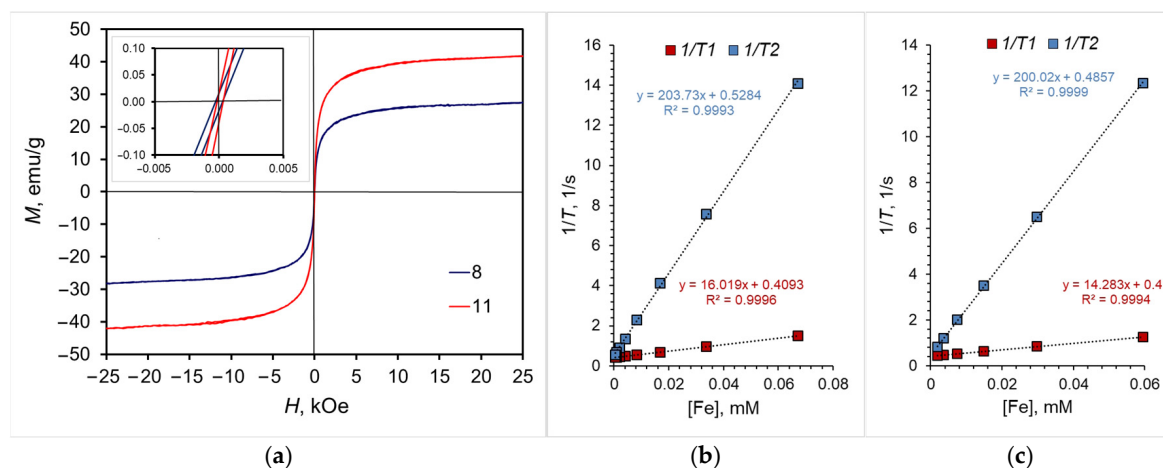 50
40
30
20
10
0
−10
−20
−30
−40
−50
M, emu/g
−25 −20 −15 −10 −5 0 5 10 15 20 25
H, kOe
0.10
0.05
0.00
−0.05
−0.10
−0.005 0.000 0.005
8
11
(a)
16
14
12
10
8
6
4
2
0
1/T, 1/s
1/T1 1/T2
y = 203.73x + 0.5284
R² = 0.9993
y = 16.019x + 0.4093
R² = 0.9996
0 0.02 0.04 0.06 0.08
[Fe], mM
(b)
14
12
10
8
6
4
2
0
1/T, 1/s
1/T1 1/T2
y = 200.02x + 0.4857
R² = 0.9999
y = 14.283x + 0.4
R² = 0.9994
0 0.02 0.04 0.06
[Fe], mM
(c)